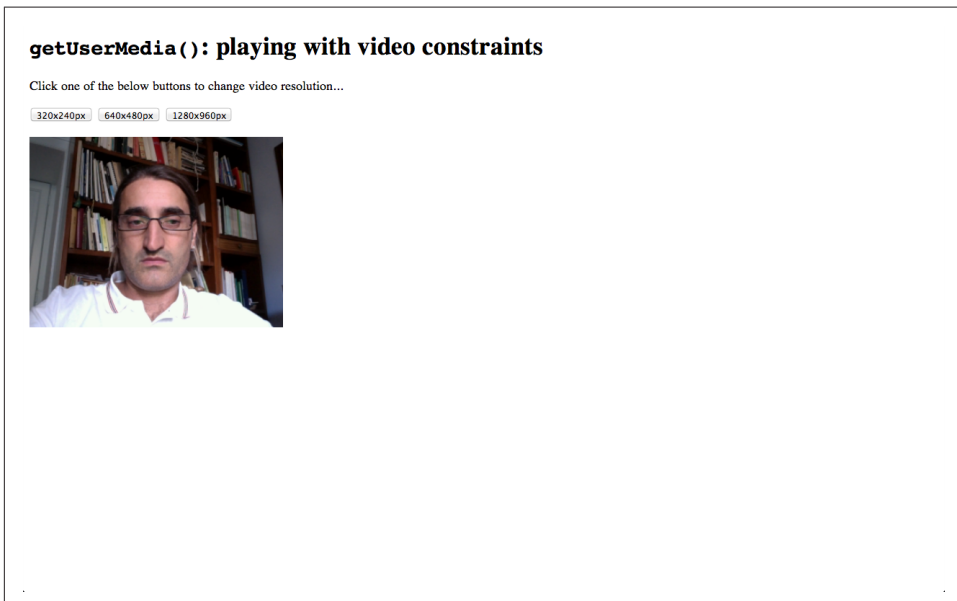 getUserMedia(): playing with video constraints
Click one of the below buttons to change video resolution...
320x240px 640x480px 1280x960px